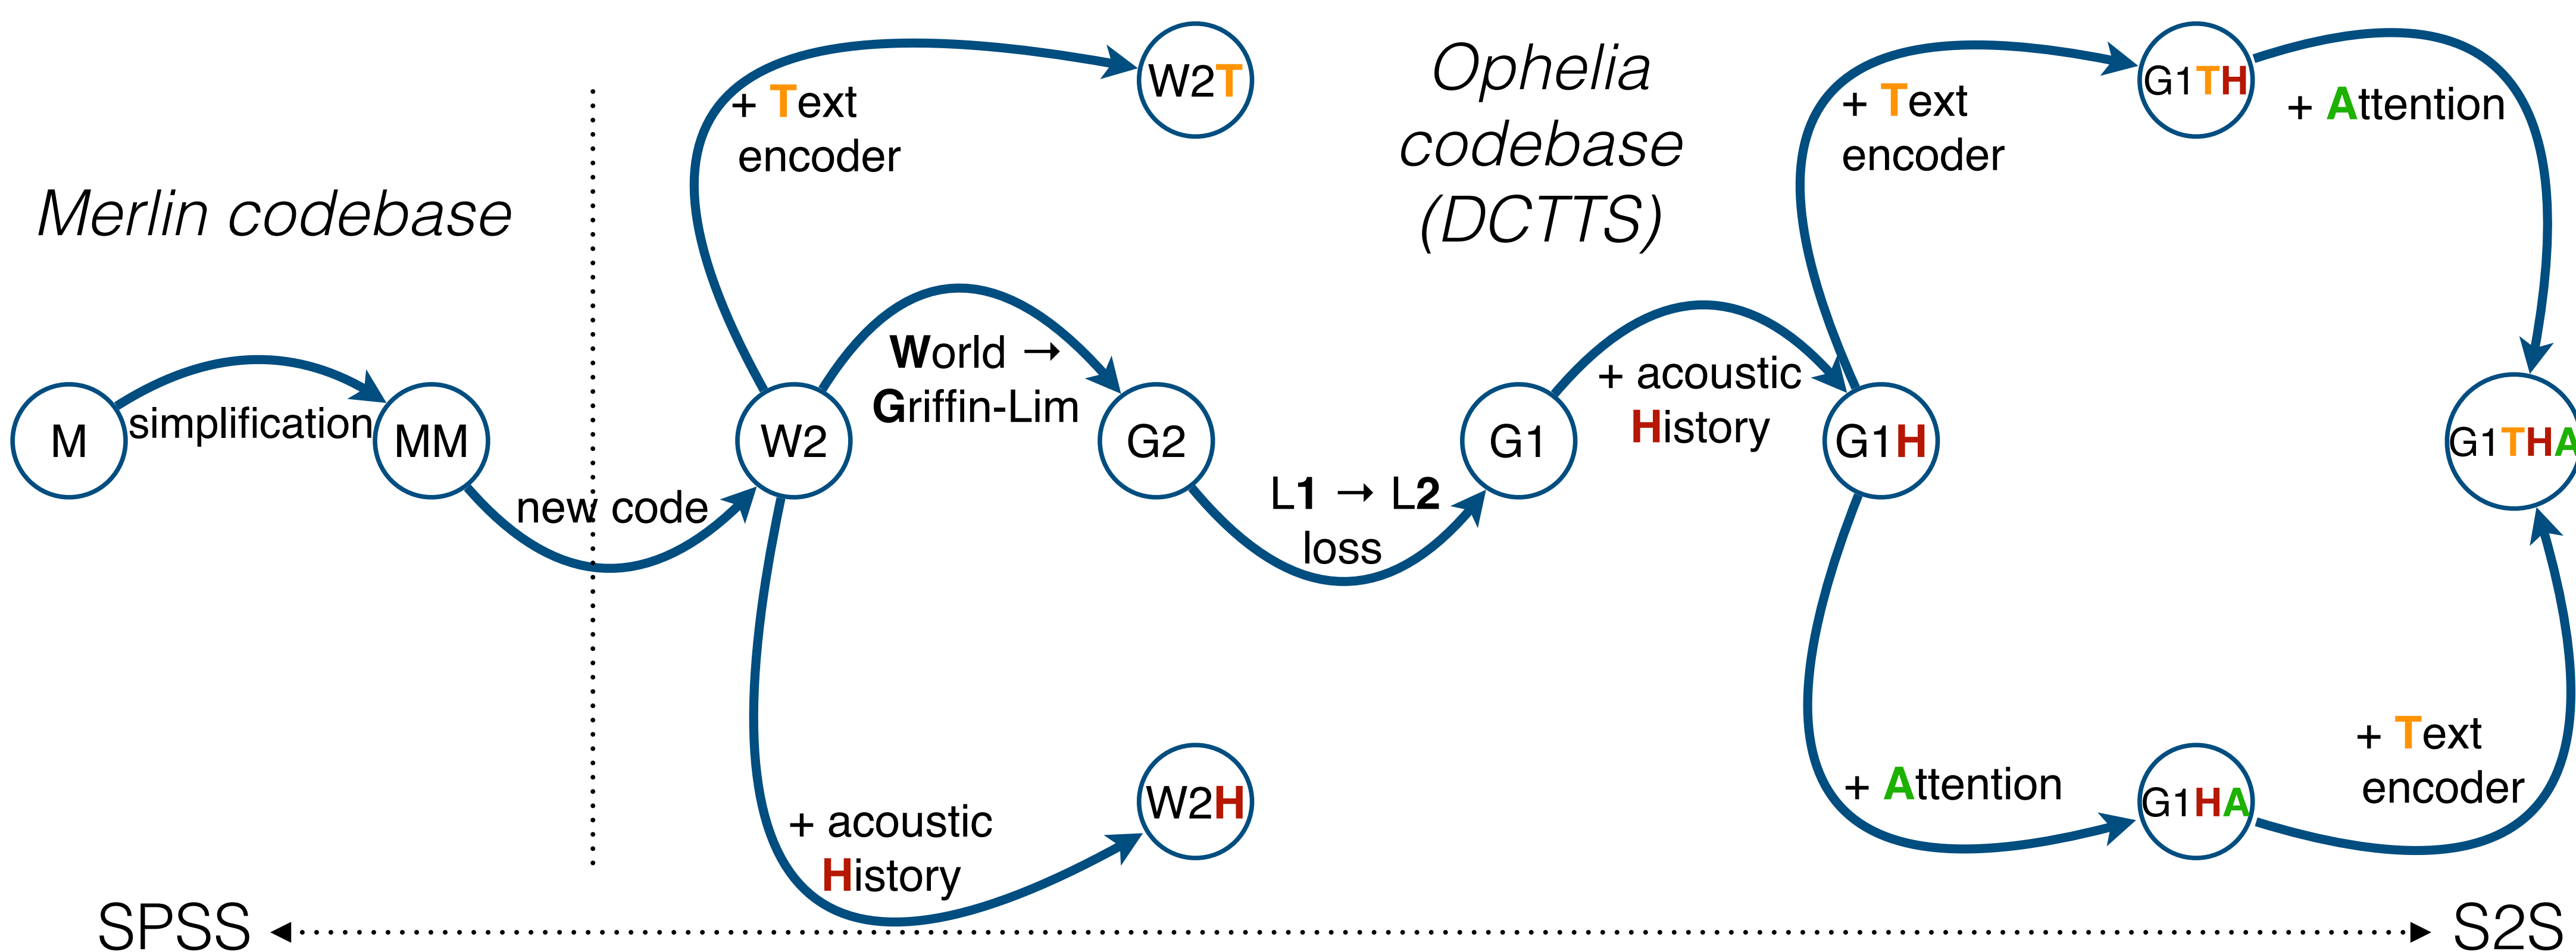 Merlin codebase
Ophelia
codebase
(DCTTS)
M
simplification
MM
new code
W2
+ Text
encoder
W2T
World →
Griffin-Lim
G2
+ acoustic
History
W2H
L1 → L2
loss
G1
+ acoustic
History
G1H
+ Text
encoder
G1TH
+ Attention
+ Attention
G1HA
+ Text
encoder
G1THA
SPSS
S2S